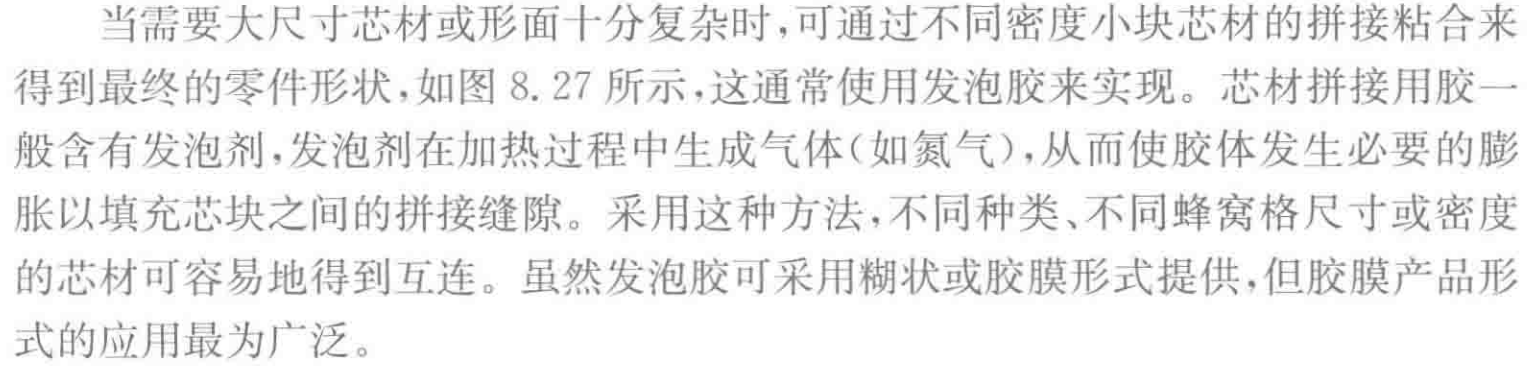 当需要大尺寸芯材或形面十分复杂时,可通过不同密度小块芯材的拼接粘合来
得到最终的零件形状,如图 8.27 所示,这通常使用发泡胶来实现。芯材拼接用胶一
般含有发泡剂,发泡剂在加热过程中生成气体(如氮气),从而使胶体发生必要的膨
胀以填充芯块之间的拼接缝隙。采用这种方法,不同种类、不同蜂窝格尺寸或密度
的芯材可容易地得到互连。虽然发泡胶可采用糊状或胶膜形式提供,但胶膜产品形
式的应用最为广泛。